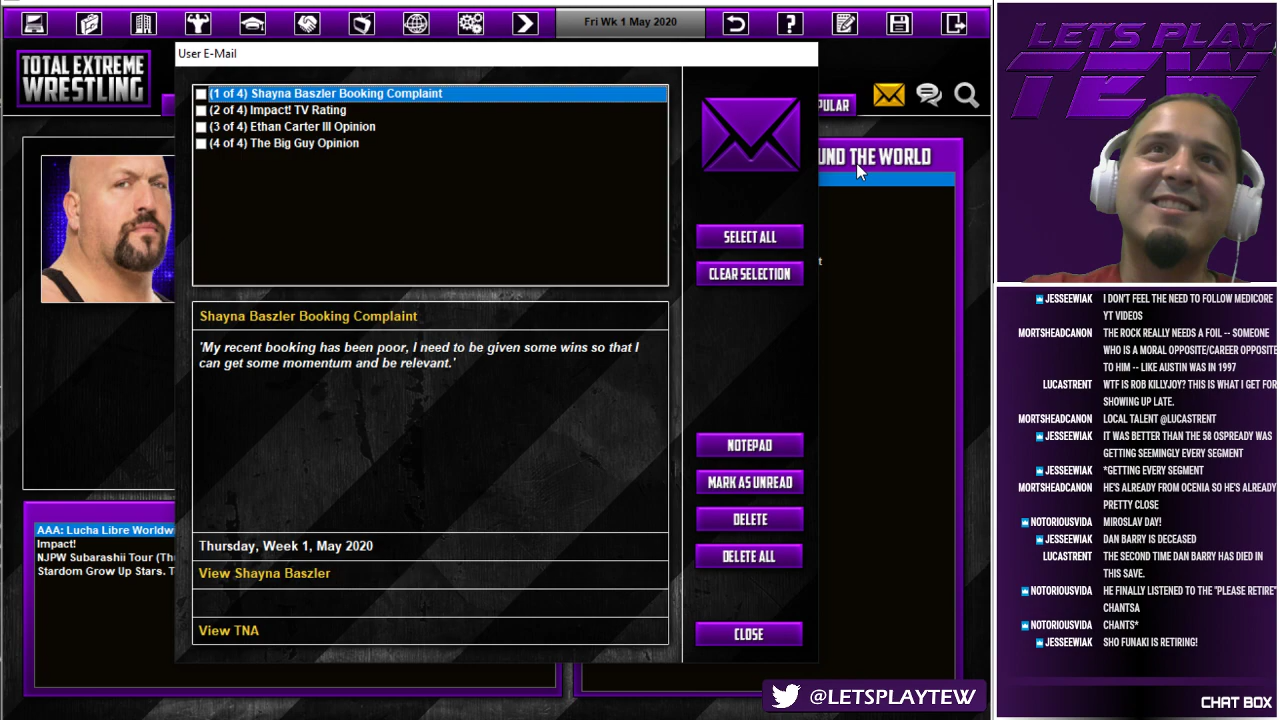 Fri Wk 1 May 2020
LETS PLAY
TEW
User E-Mail
TOTAL EXTREME
WRESTLING
(1 of 4) Shayna Baszler Booking Complaint
(2 of 4) Impact! TV Rating
(3 of 4) Ethan Carter III Opinion
(4 of 4) The Big Guy Opinion
PULAR
UND THE WORLD
SELECT ALL
CLEAR SELECTION
t
Shayna Baszler Booking Complaint
'My recent booking has been poor, I need to be given some wins so that I
can get some momentum and be relevant.'
NOTEPAD
MARK AS UNREAD
DELETE
DELETE ALL
CLOSE
Thursday, Week 1, May 2020
View Shayna Baszler
View TNA
AAA: Lucha Libre Worldw
Impact!
NJPW Subarashii Tour (Th
Stardom Grow Up Stars. T
@LETSPLAYTEW
JESSEEWIAK I DON'T FEEL THE NEED TO FOLLOW MEDICORE
YT VIDEOS
MORTSHEADCANON THE ROCK REALLY NEEDS A FOIL -- SOMEONE
WHO IS A MORAL OPPOSITE/CAREER OPPOSITE
TO HIM -- LIKE AUSTIN WAS IN 1997
LUCASTRENT WTF IS ROB KILLYJOY? THIS IS WHAT I GET FOR
SHOWING UP LATE.
MORTSHEADCANON LOCAL TALENT @LUCASTRENT
JESSEEWIAK IT WAS BETTER THAN THE 58 OSPREADY WAS
GETTING SEEMINGLY EVERY SEGMENT
JESSEEWIAK *GETTING EVERY SEGMENT
MORTSHEADCANON HE'S ALREADY FROM OCENIA SO HE'S ALREADY
PRETTY CLOSE
NOTORIOUSVIDA MIROSLAV DAY!
JESSEEWIAK DAN BARRY IS DECEASED
LUCASTRENT THE SECOND TIME DAN BARRY HAS DIED IN
THIS SAVE.
NOTORIOUSVIDA HE FINALLY LISTENED TO THE "PLEASE RETIRE"
CHANTSA
NOTORIOUSVIDA CHANTS*
JESSEEWIAK SHO FUNAKI IS RETIRING!
CHAT BOX